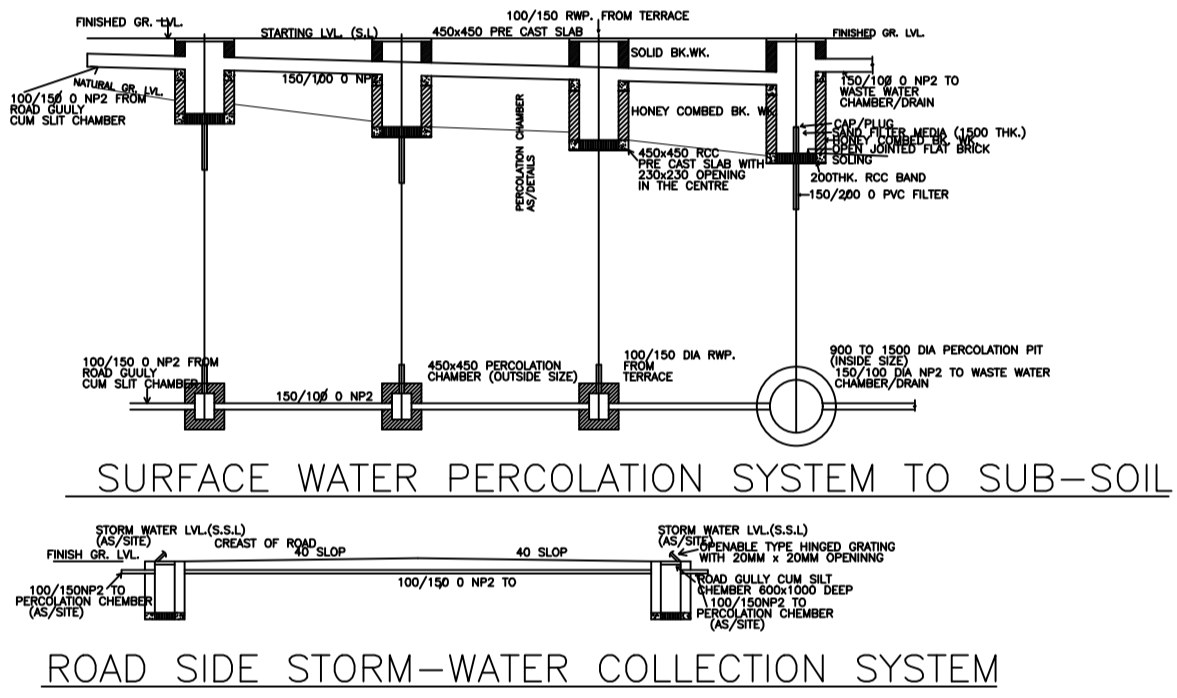 100/150 RWP. FROM TERRACE
FINISHED GR. LVL.
STARTING LVL. (S.L)
450x450 PRE CAST SLAB
FINISHED GR. LVL.
SOLID BK.WK.
NATURAL GR. LVL.
150/100 0 NP2
100/150 0 NP2 FROM
ROAD GUULY
CUM SLIT CHAMBER
150/100 0 NP2 TO
WASTE WATER
CHAMBER/DRAIN
HONEY COMBED BK. WK.
PERCOLATION CHAMBER
AS/DETAILS
CAP/PLUG
SAND FILTER MEDIA (1500 THK.)
HONEY COMBED BK. WK.
OPEN JOINTED FLAT BRICK
SOLING
450x450 RCC
PRE CAST SLAB WITH
230x230 OPENING
IN THE CENTRE
200THK. RCC BAND
150/200 0 PVC FILTER
100/150 0 NP2 FROM
ROAD GUULY
CUM SLIT CHAMBER
150/100 0 NP2
450x450 PERCOLATION
CHAMBER (OUTSIDE SIZE)
100/150 DIA RWP.
FROM
TERRACE
900 TO 1500 DIA PERCOLATION PIT
(INSIDE SIZE)
150/100 DIA NP2 TO WASTE WATER
CHAMBER/DRAIN
SURFACE WATER PERCOLATION SYSTEM TO SUB-SOIL
STORM WATER LVL.(S.S.L)
(AS/SITE)
FINISH GR. LVL.
CREAST OF ROAD
40 SLOP
40 SLOP
STORM WATER LVL.(S.S.L)
(AS/SITE)
OPENABLE TYPE HINGED GRATING
WITH 20MM x 20MM OPENINNG
100/150NP2 TO
PERCOLATION CHEMBER
(AS/SITE)
100/150 0 NP2 TO
ROAD GULLY CUM SILT
CHEMBER 600x1000 DEEP
100/150NP2 TO
PERCOLATION CHEMBER
(AS/SITE)
ROAD SIDE STORM-WATER COLLECTION SYSTEM